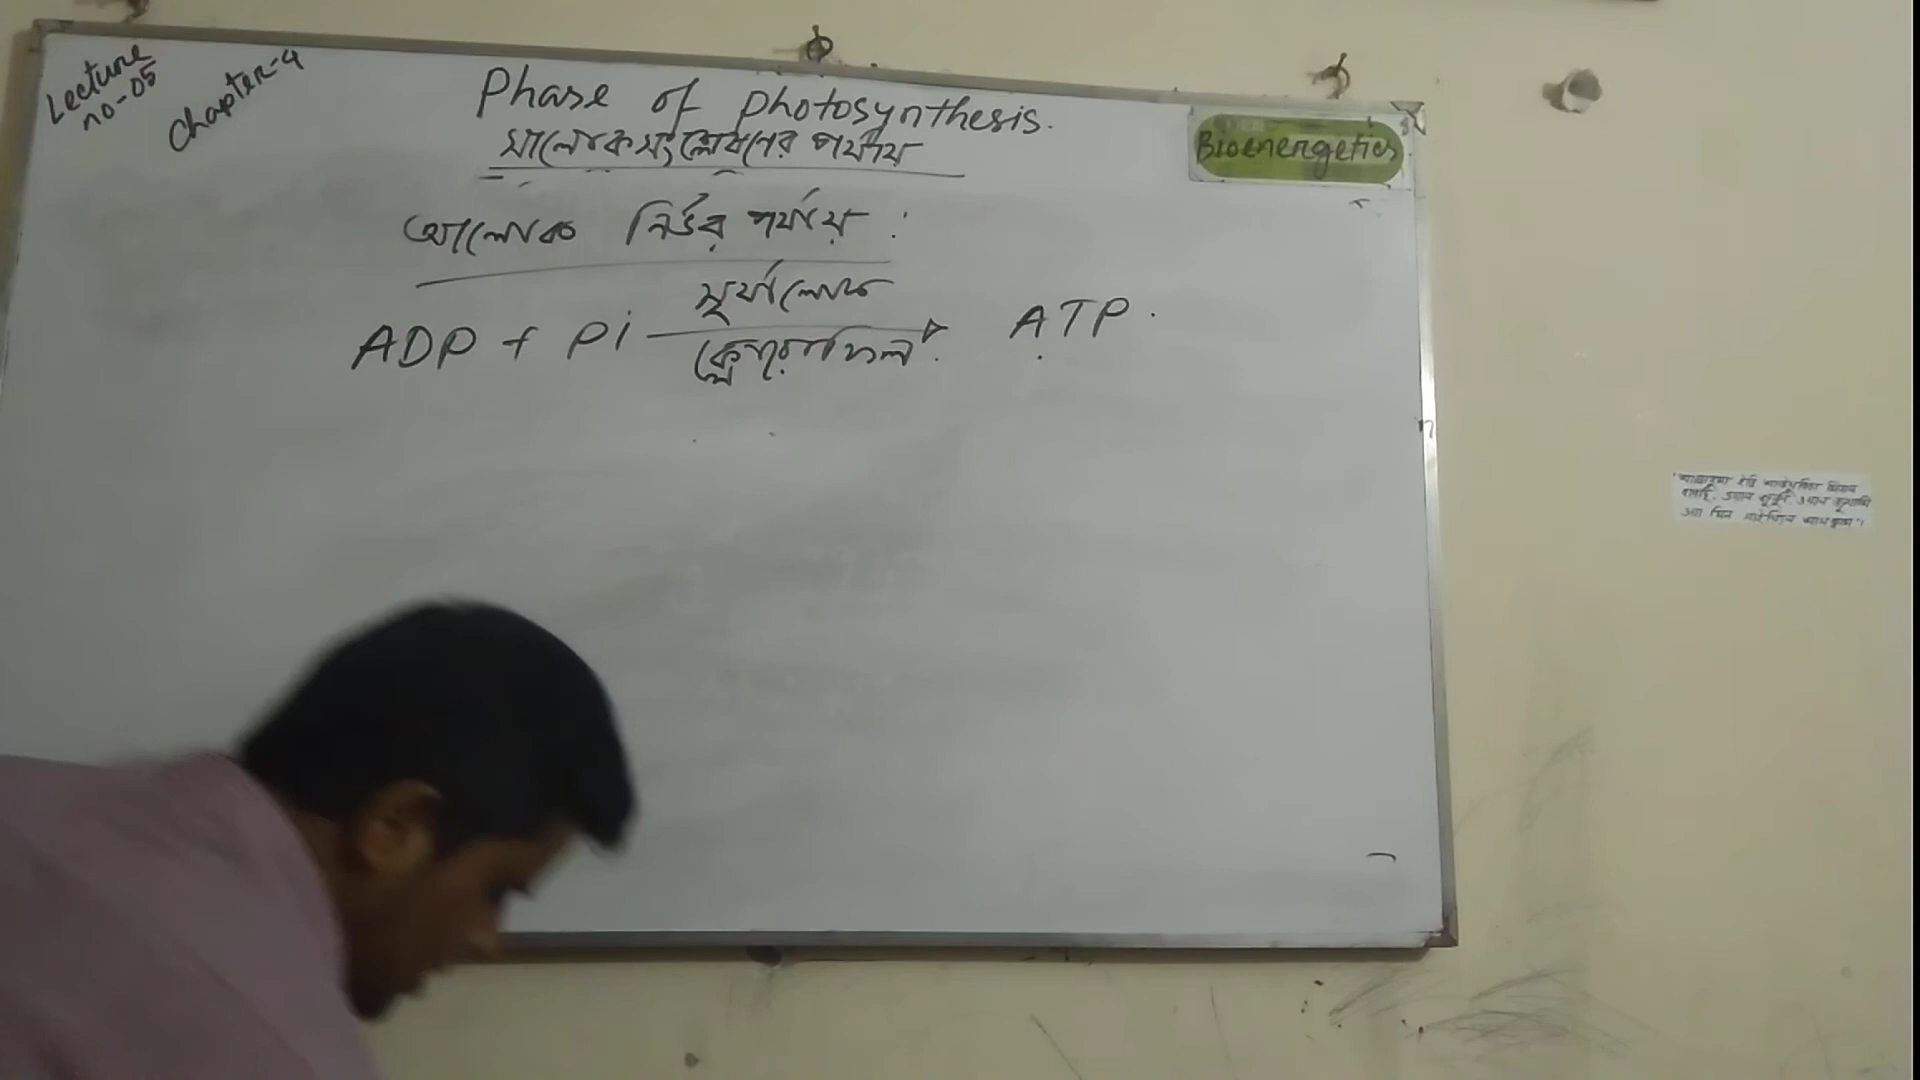 Lecture
no-05
Chapter-4
Phase of photosynthesis.
সালোকসংশ্লেষণের পর্যায়
Bioenergetics
আলোক নির্ভর পর্যায় :
সূর্যালোক
ADP + Pi → ATP.
ক্লোরোফিল